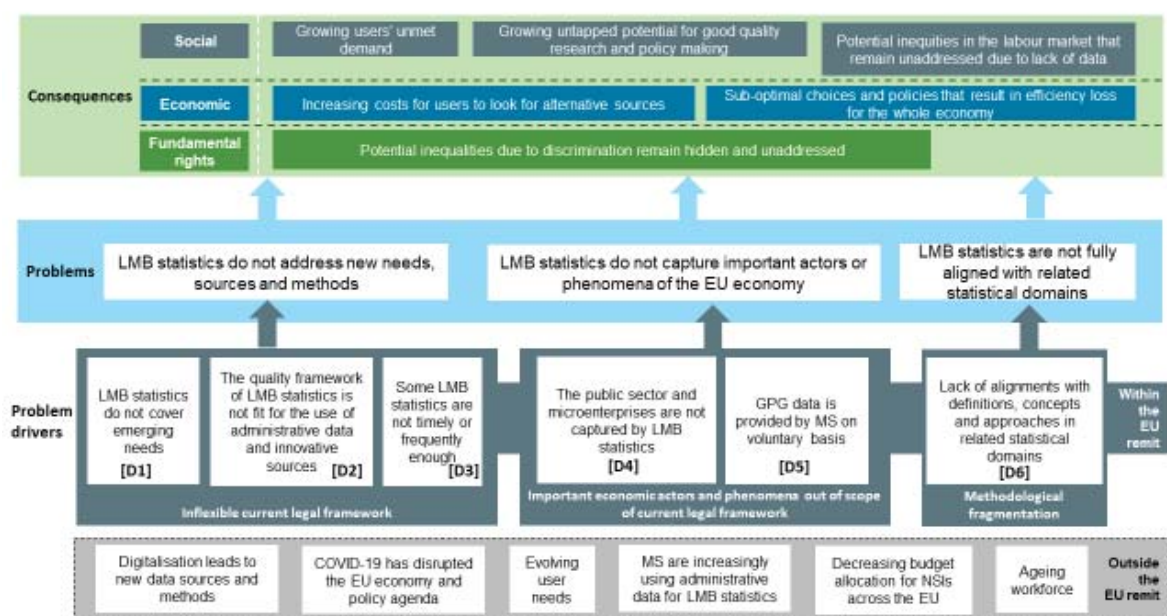 Consequences
Social
Growing users' unmet
demand
Growing untapped potential for good quality
research and policy making
Potential inequities in the labour market that
remain unaddressed due to lack of data
Economic
Increasing costs for users to look for alternative sources
Sub-optimal choices and policies that result in efficiency loss
for the whole economy
Fundamental
rights
Potential inequalities due to discrimination remain hidden and unaddressed
Problems
LMB statistics do not address new needs,
sources and methods
LMB statistics do not capture important actors or
phenomena of the EU economy
LMB statistics are not fully
aligned with related
statistical domains
Problem
drivers
LMB statistics
do not cover
emerging
needs
[D1]
The quality framework
of LMB statistics is
not fit for the use of
administrative data
and innovative
sources
[D2]
Some LMB
statistics are
not timely or
frequently
enough
[D3]
Inflexible current legal framework
The public sector and
microenterprises are not
captured by LMB
statistics
[D4]
GPG data is
provided by MS on
voluntary basis
[D5]
Important economic actors and phenomena out of scope
of current legal framework
Lack of alignments with
definitions, concepts
and approaches in
related statistical
domains
[D6]
Methodological
fragmentation
Within
the
EU
remit
Digitalisation leads to
new data sources and
methods
COVID-19 has disrupted
the EU economy and
policy agenda
Evolving
user
needs
MS are increasingly
using administrative
data for LMB statistics
Decreasing budget
allocation for NSIs
across the EU
Ageing
workforce
Outside
the EU
remit